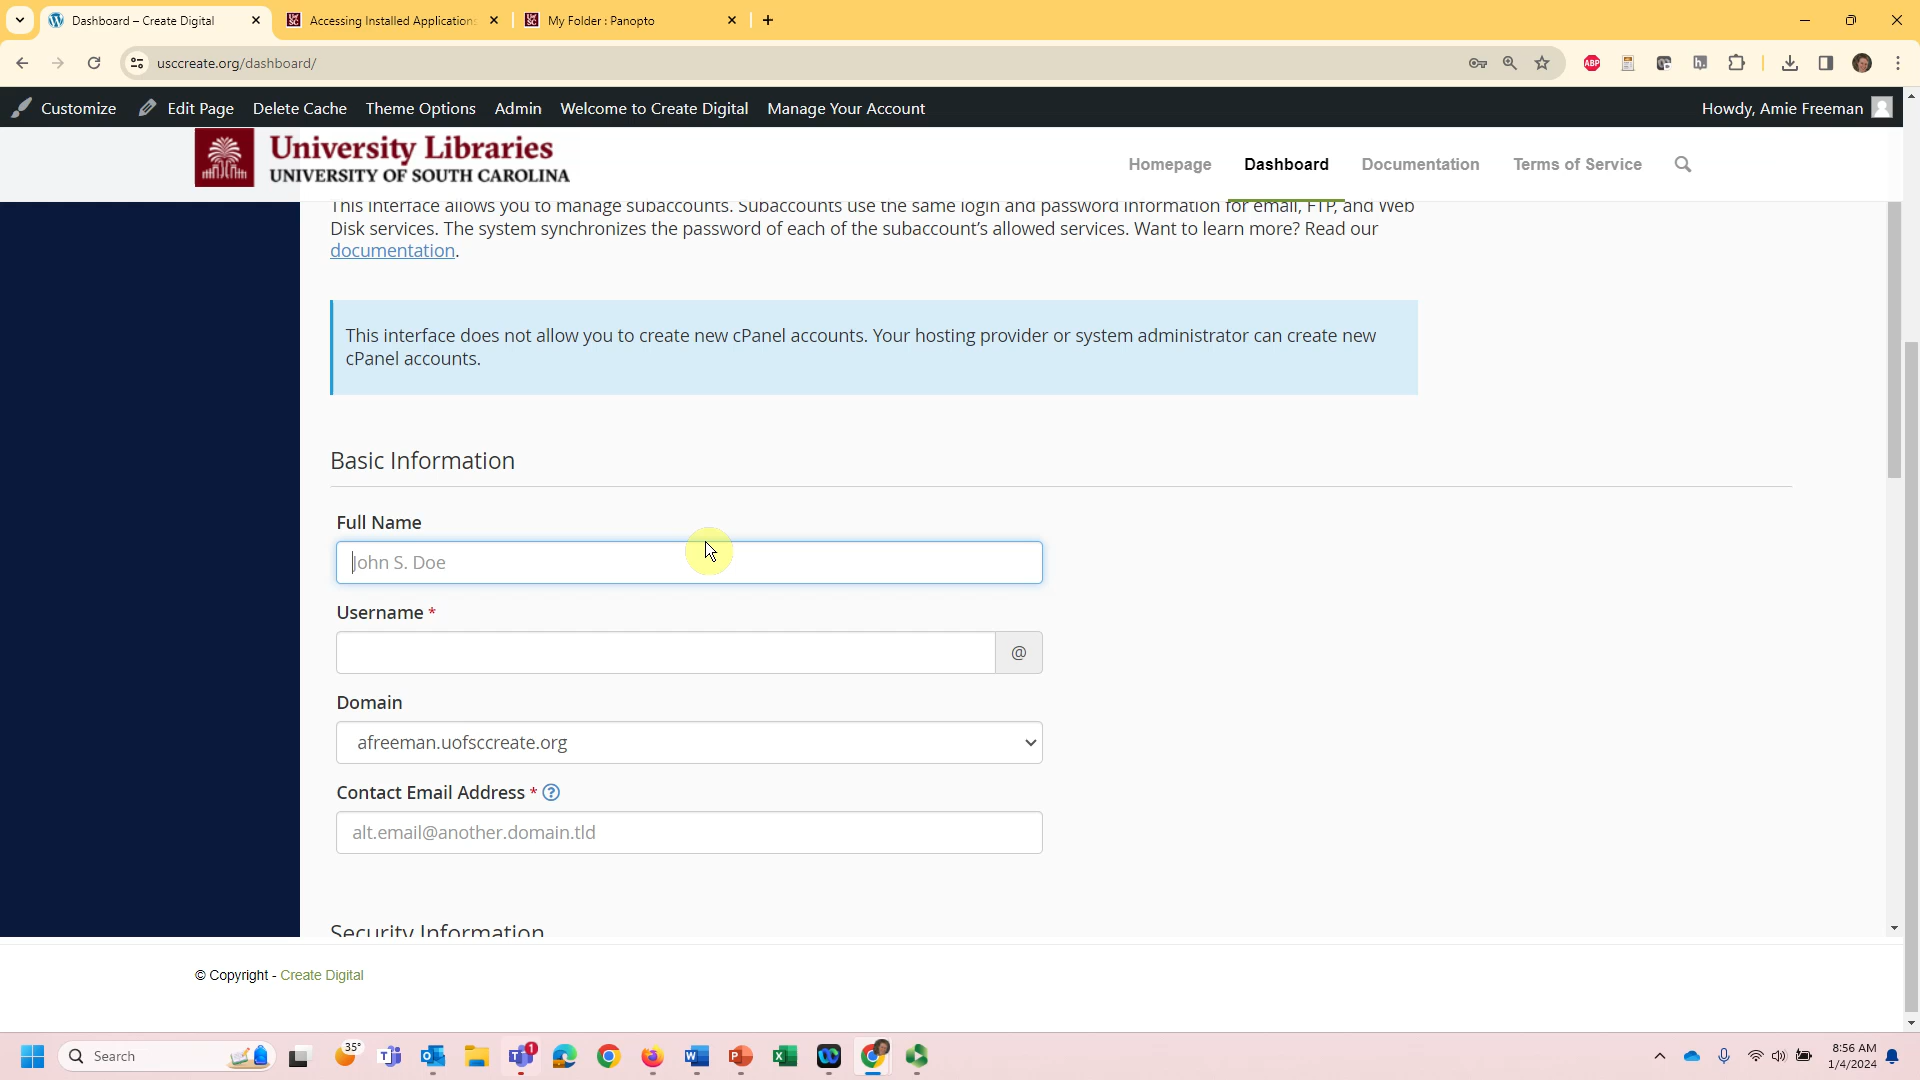 Dashboard – Create Digital
Accessing Installed Applications
My Folder : Panopto
usccreate.org/dashboard/
ABP
h.
Customize
Edit Page
Delete Cache
Theme Options
Admin
Welcome to Create Digital
Manage Your Account
Howdy, Amie Freeman
University Libraries
UNIVERSITY OF SOUTH CAROLINA
Homepage
Dashboard
Documentation
Terms of Service
This interface allows you to manage subaccounts. Subaccounts use the same login and password information for email, FTP, and Web
Disk services. The system synchronizes the password of each of the subaccount's allowed services. Want to learn more? Read our
documentation.
This interface does not allow you to create new cPanel accounts. Your hosting provider or system administrator can create new
cPanel accounts.
Basic Information
Full Name
John S. Doe
Username *
@
Domain
afreeman.uofsccreate.org
Contact Email Address * ?
alt.email@another.domain.tld
Security Information
© Copyright - Create Digital
Search
35°
1
8:56 AM
1/4/2024